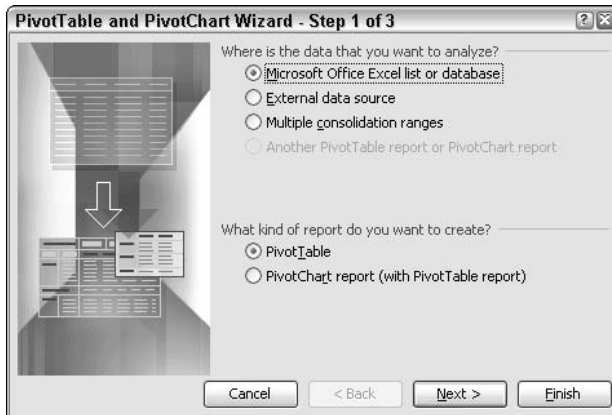 PivotTable and PivotChart Wizard - Step 1 of 3
Where is the data that you want to analyze?
Microsoft Office Excel list or database
External data source
Multiple consolidation ranges
Another PivotTable report or PivotChart report
What kind of report do you want to create?
PivotTable
PivotChart report (with PivotTable report)
Cancel
< Back
Next >
Finish